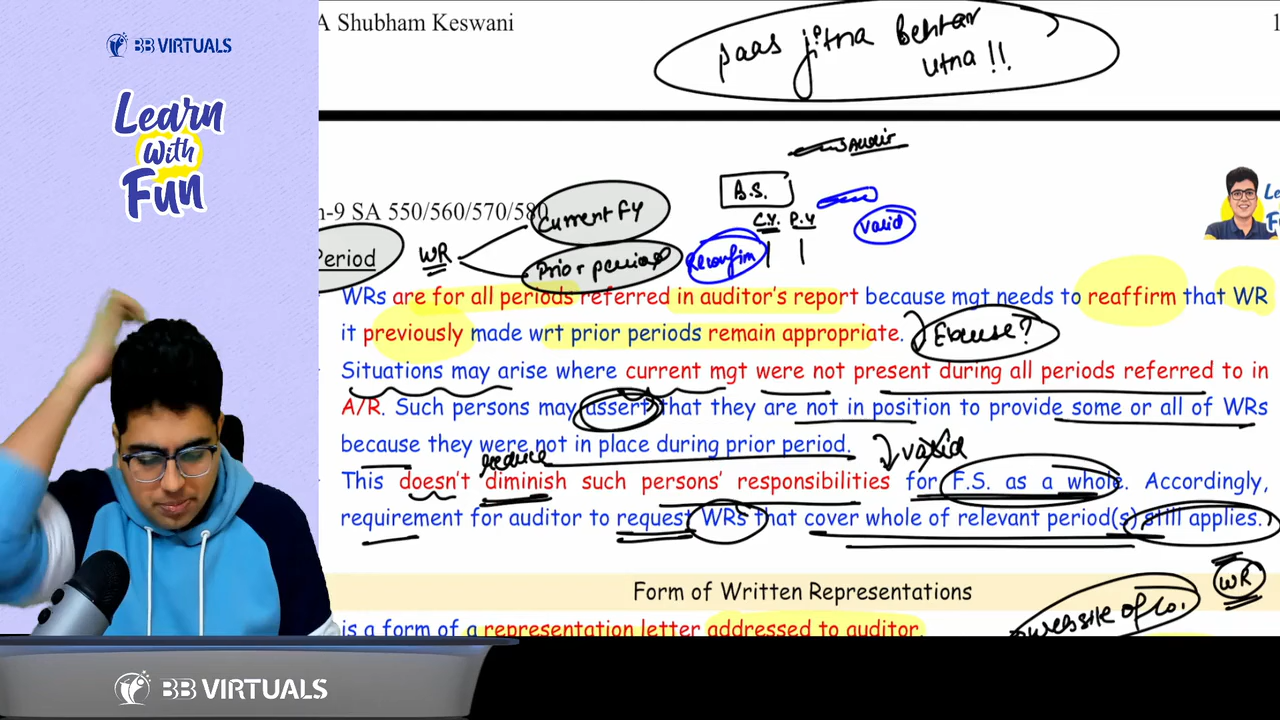 A Shubham Keswani
BB VIRTUALS
Learn
With
Fun
paas jitna behtar
utna !!
Audit
B.S.
C.Y. P.Y
valid
n-9 SA 550/560/570/580
Current FY
Period
WR
Prior period
Reconfirm
WRs are for all periods referred in auditor's report because mgt needs to reaffirm that WR
it previously made wrt prior periods remain appropriate.
Excuse?
Situations may arise where current mgt were not present during all periods referred to in
A/R. Such persons may assert that they are not in position to provide some or all of WRs
because they were not in place during prior period.
valid
reduce
This doesn't diminish such persons' responsibilities for F.S. as a whole. Accordingly,
requirement for auditor to request WRs that cover whole of relevant period(s) still applies.
WR
Form of Written Representations
website of Co.
is a form of a representation letter addressed to auditor.
BB VIRTUALS